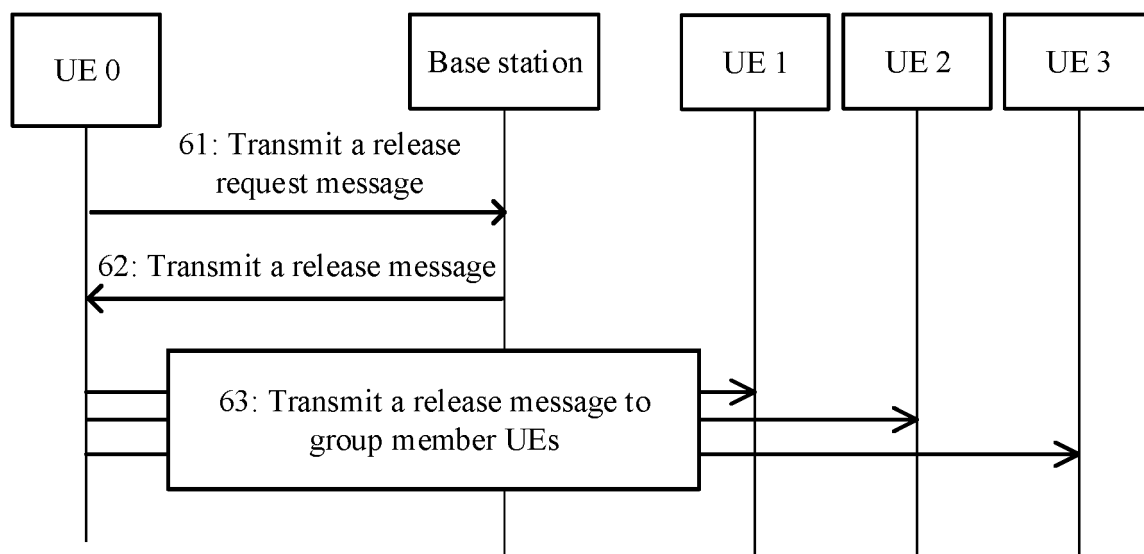 UE 0
Base station
UE 1
UE 2
UE 3
61: Transmit a release
request message
62: Transmit a release message
63: Transmit a release message to
group member UEs